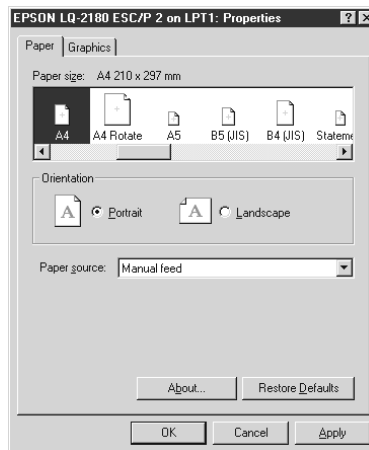 EPSON LQ-2180 ESC/P 2 on LPT1: Properties
Paper Graphics
Paper size: A4 210 x 297 mm
A4 A4 Rotate A5 B5 (JIS) B4 (JIS) Stateme
Orientation
A Portrait A Landscape
Paper source: Manual feed
About... Restore Defaults
OK Cancel Apply